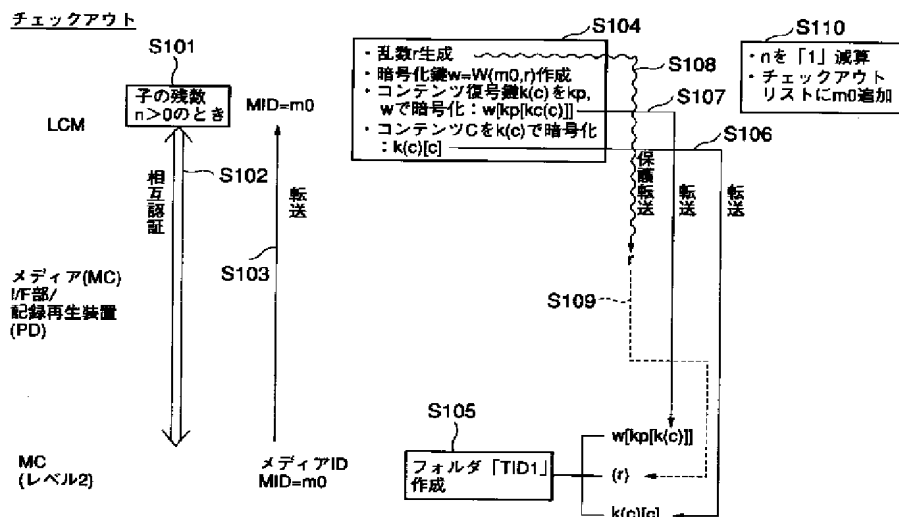 チェックアウト
S101
子の残数
n>0のとき
LCM
MID=m0
S102
相互認証
転送
S103
S104
・乱数r生成
・暗号化鍵w=W(m0,r)作成
・コンテンツ復号鍵k(c)をkp,
wで暗号化：w[kp[kc(c)]]
・コンテンツCをk(c)で暗号化
：k(c)[c]
S108
S107
S106
S110
・nを「1」減算
・チェックアウト
リストにm0追加
保護転送
転送
転送
メディア(MC)
I/F部/
記録再生装置
(PD)
r
S109
S105
フォルダ「TID1」
作成
w[kp[k(c)]]
(r)
k(c)[c]
MC
(レベル2)
メディアID
MID=m0